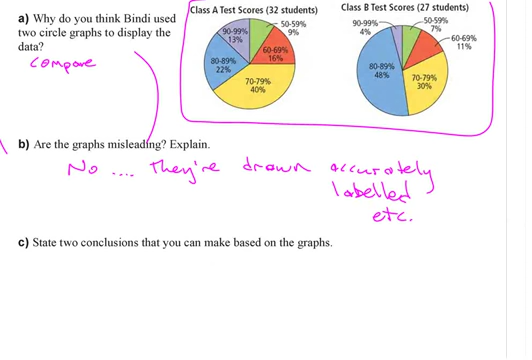 a) Why do you think Bindi used
two circle graphs to display the
data?
compare
Class A Test Scores (32 students)
50-59%
9%
90-99%
13%
60-69%
16%
80-89%
22%
70-79%
40%
Class B Test Scores (27 students)
90-99%
4%
50-59%
7%
60-69%
11%
80-89%
48%
70-79%
30%
b) Are the graphs misleading? Explain.
No .... They're drawn accurately
labelled
etc.
c) State two conclusions that you can make based on the graphs.